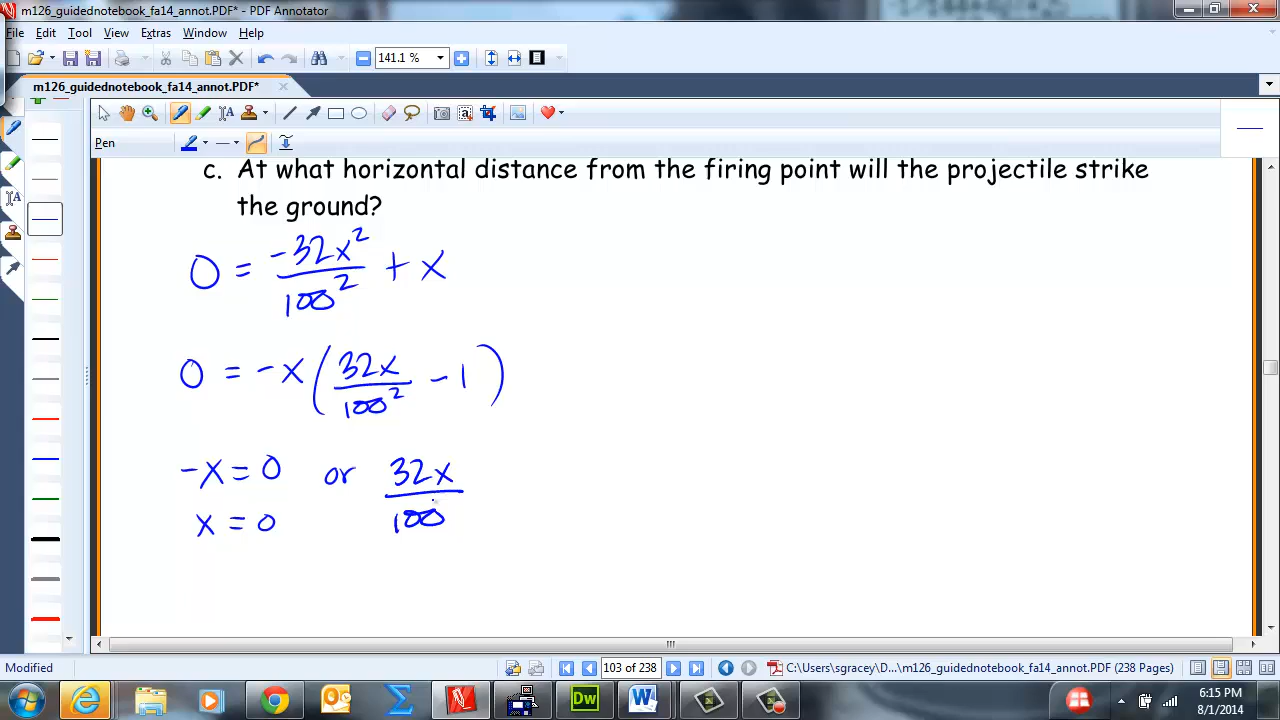 m126_guidednotebook_fa14_annot.PDF* - PDF Annotator
File Edit Tool View Extras Window Help
141.1 %
m126_guidednotebook_fa14_annot.PDF*
Pen
c. At what horizontal distance from the firing point will the projectile strike
the ground?
0 = -32x²/100² + x
0 = -x(32x/100² - 1)
-x = 0 or 32x/100
x = 0
103 of 238
C:\Users\sgracey\D...\m126_guidednotebook_fa14_annot.PDF (238 Pages)
Modified
6:15 PM
8/1/2014